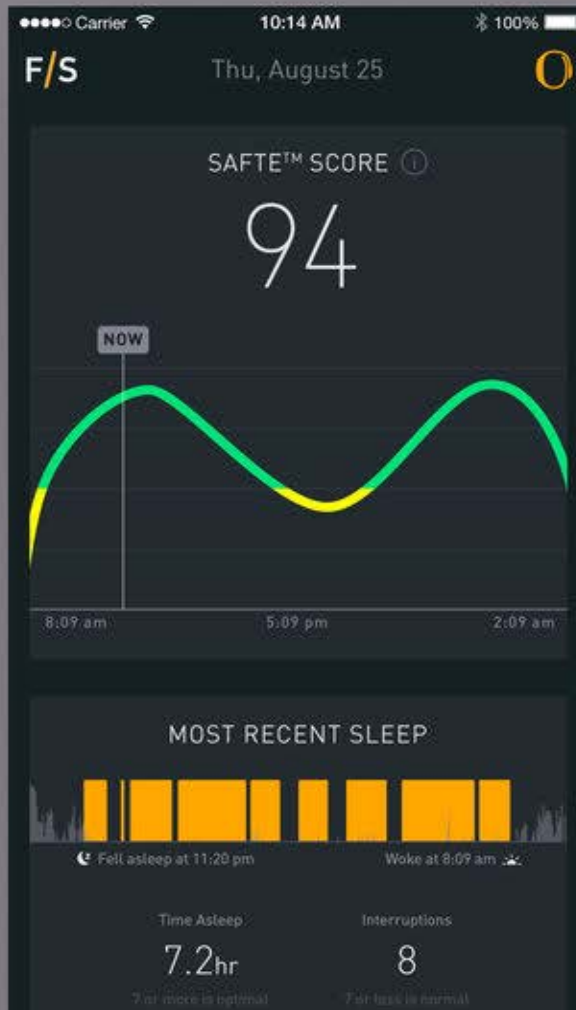 Carrier 10:14 AM 100%
F/S Thu, August 25 O
SAFTE™ SCORE i
94
NOW
8:09 am 5:09 pm 2:09 am
MOST RECENT SLEEP
Fell asleep at 11:20 pm Woke at 8:09 am
Time Asleep Interruptions
7.2hr 8
7 or more is optimal 7 or less is normal